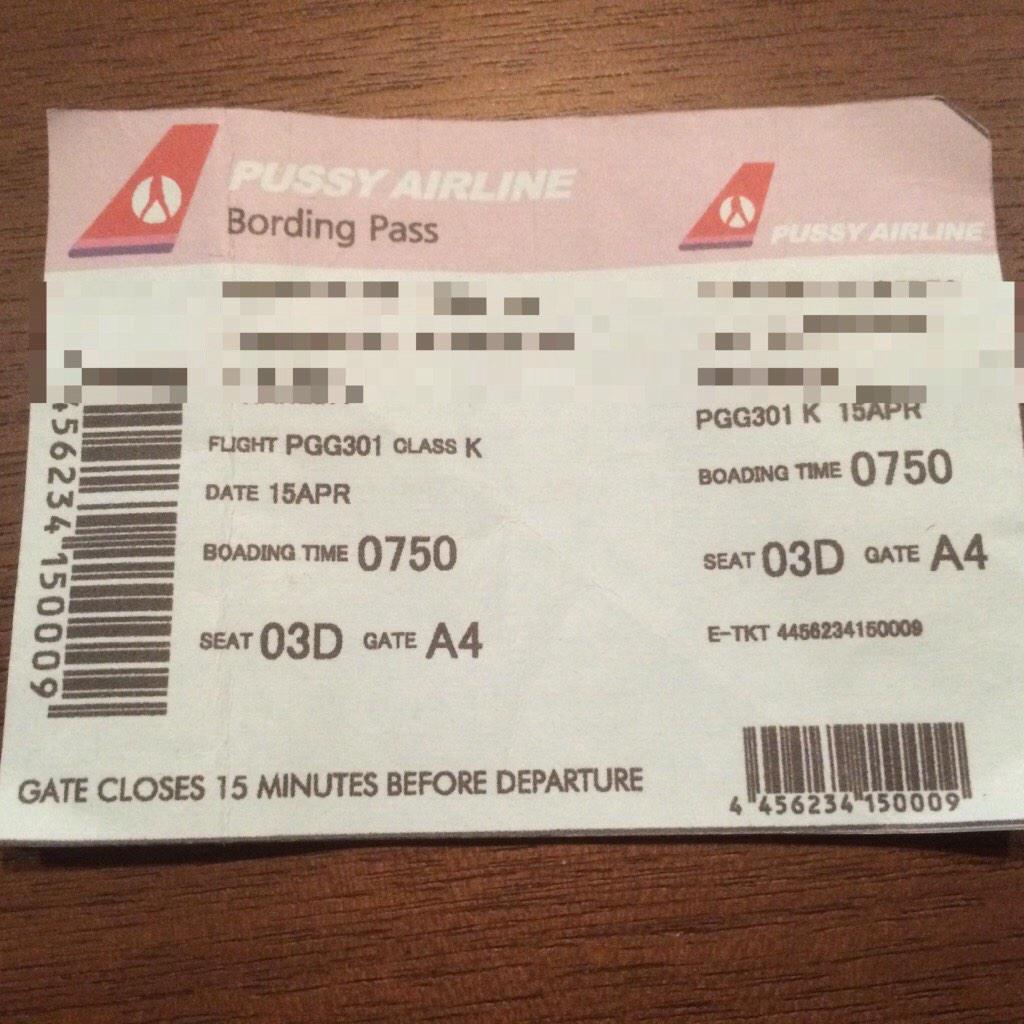 PUSSY AIRLINE
Bording Pass
PUSSY AIRLINE
FLIGHT PGG301 CLASS K
DATE 15APR
BOADING TIME 0750
SEAT 03D GATE A4
GATE CLOSES 15 MINUTES BEFORE DEPARTURE
456234 150009
PGG301 K 15APR
BOADING TIME 0750
SEAT 03D GATE A4
E-TKT 4456234150009
4 456234 150009